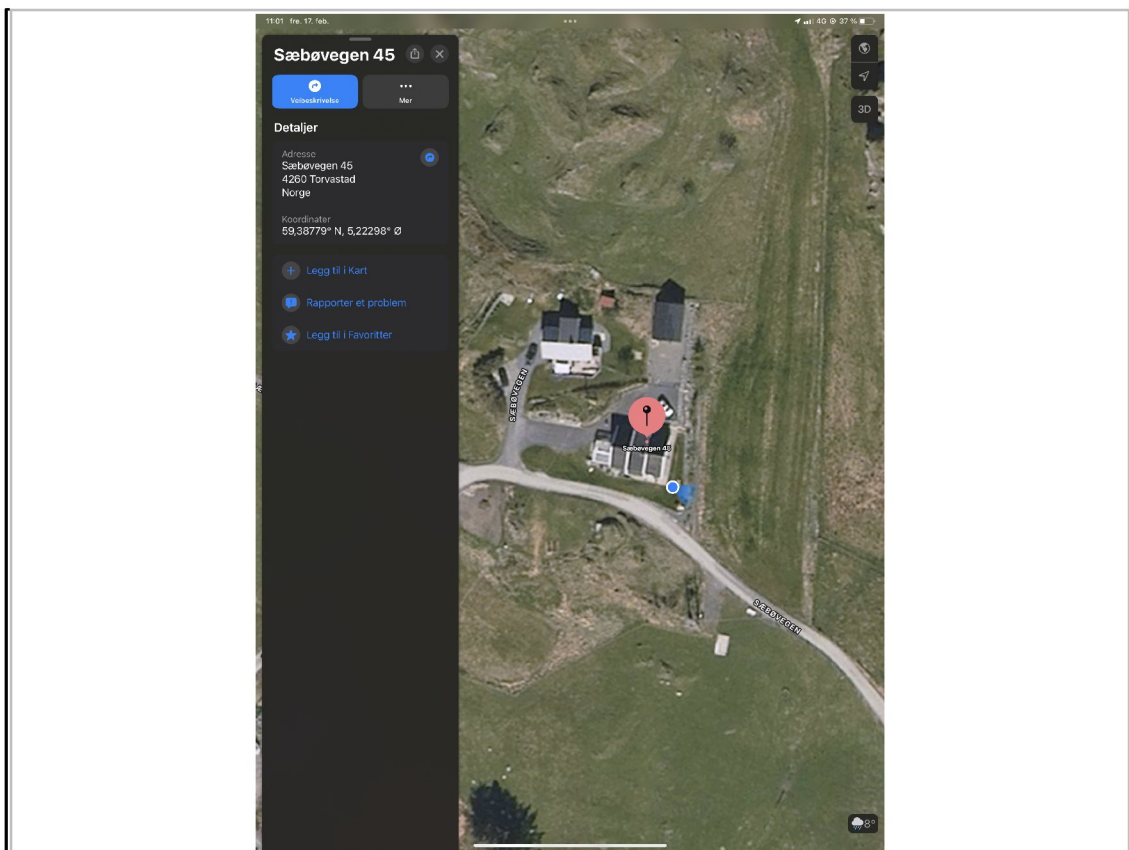 11:01 fre. 17. feb.
4G 37 %
Sæbøvegen 45
Veibeskrivelse
Mer
3D
Detaljer
Adresse
Sæbøvegen 45
4260 Torvastad
Norge
Koordinater
59,38779° N, 5,22298° Ø
Legg til i Kart
Rapporter et problem
Legg til i Favoritter
SÆBØVEGEN
Sæbøvegen 45
SÆBØVEGEN
8°